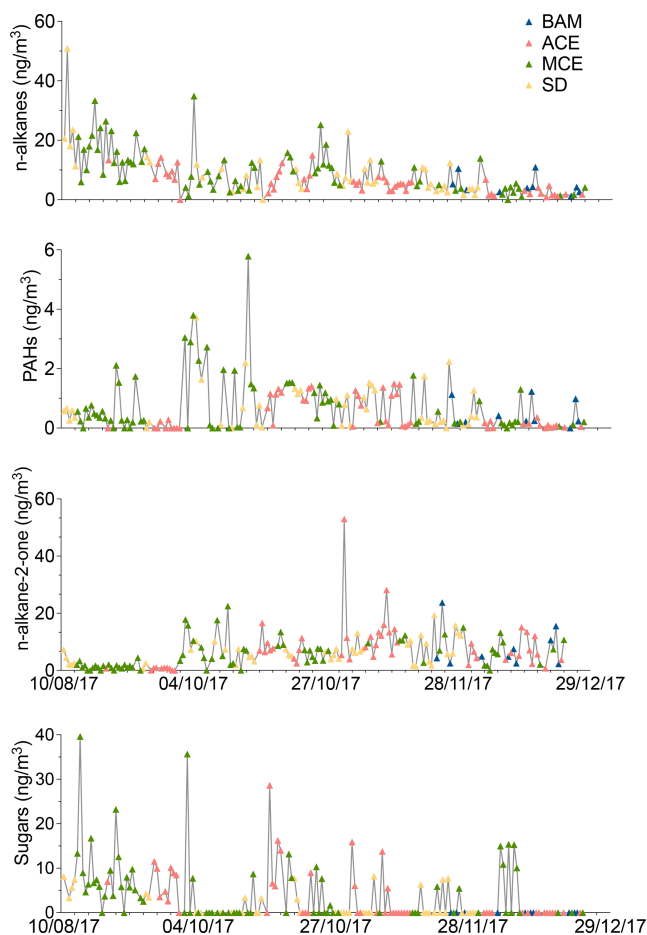 60
40
20
0
n-alkanes (ng/m³)
BAM
ACE
MCE
SD
6
4
2
0
PAHs (ng/m³)
60
40
20
0
n-alkane-2-one (ng/m³)
10/08/17 04/10/17 27/10/17 28/11/17 29/12/17
40
30
20
10
0
Sugars (ng/m³)
10/08/17 04/10/17 27/10/17 28/11/17 29/12/17